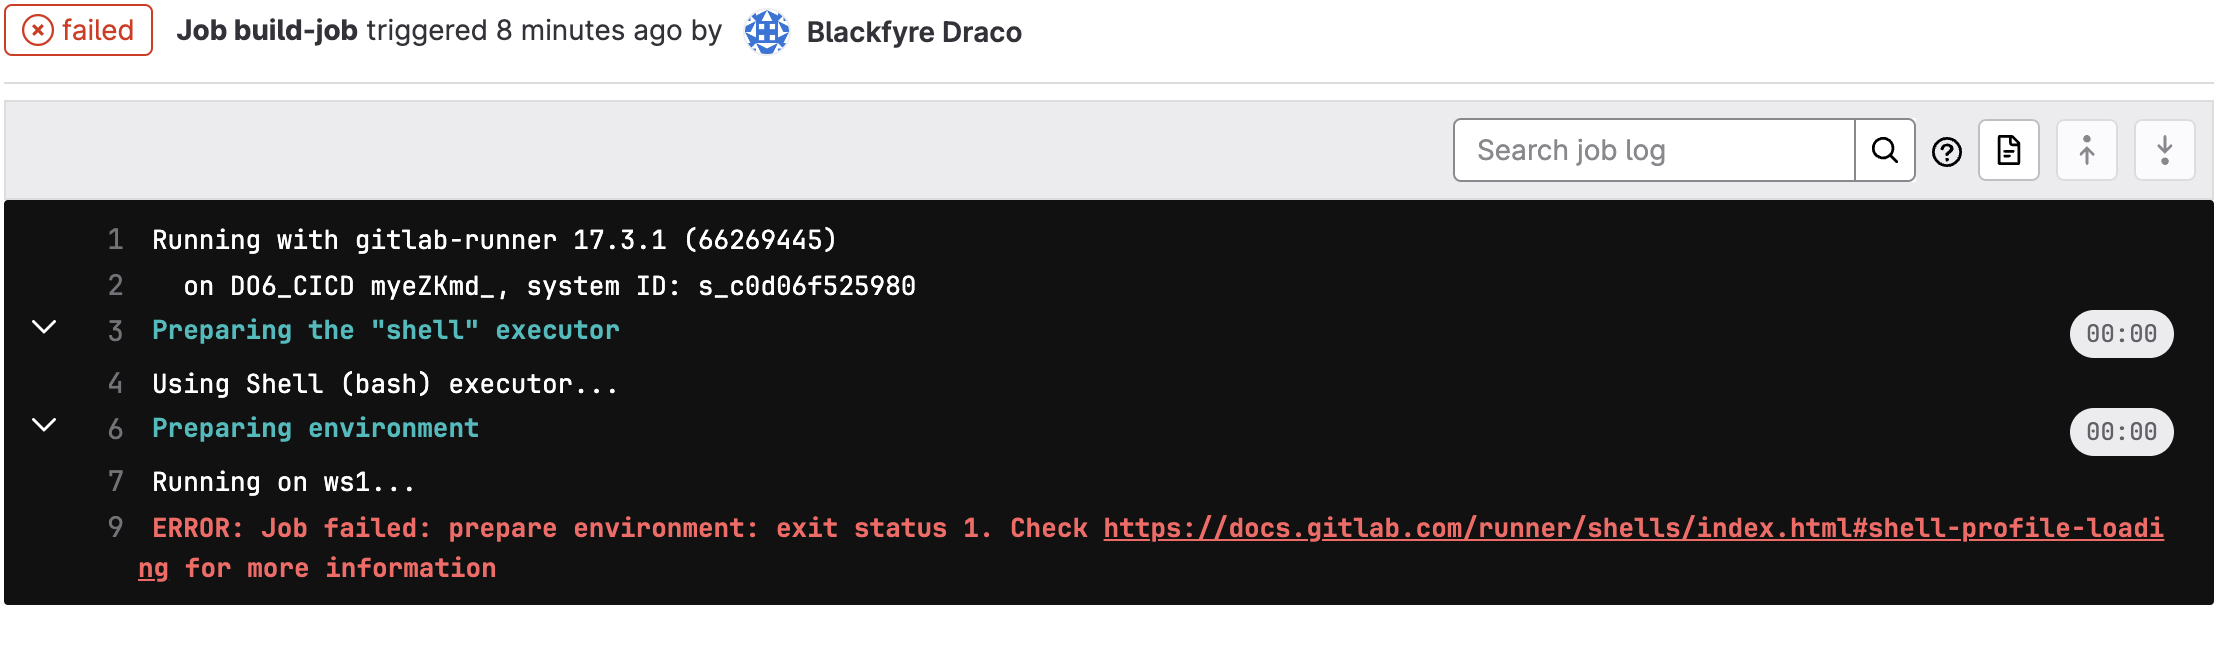 failed Job build-job triggered 8 minutes ago by Blackfyre Draco
Search job log
1 Running with gitlab-runner 17.3.1 (66269445)
2 on DO6_CICD myeZKmd_, system ID: s_c0d06f525980
3 Preparing the "shell" executor 00:00
4 Using Shell (bash) executor...
6 Preparing environment 00:00
7 Running on ws1...
9 ERROR: Job failed: prepare environment: exit status 1. Check https://docs.gitlab.com/runner/shells/index.html#shell-profile-loadi
ng for more information